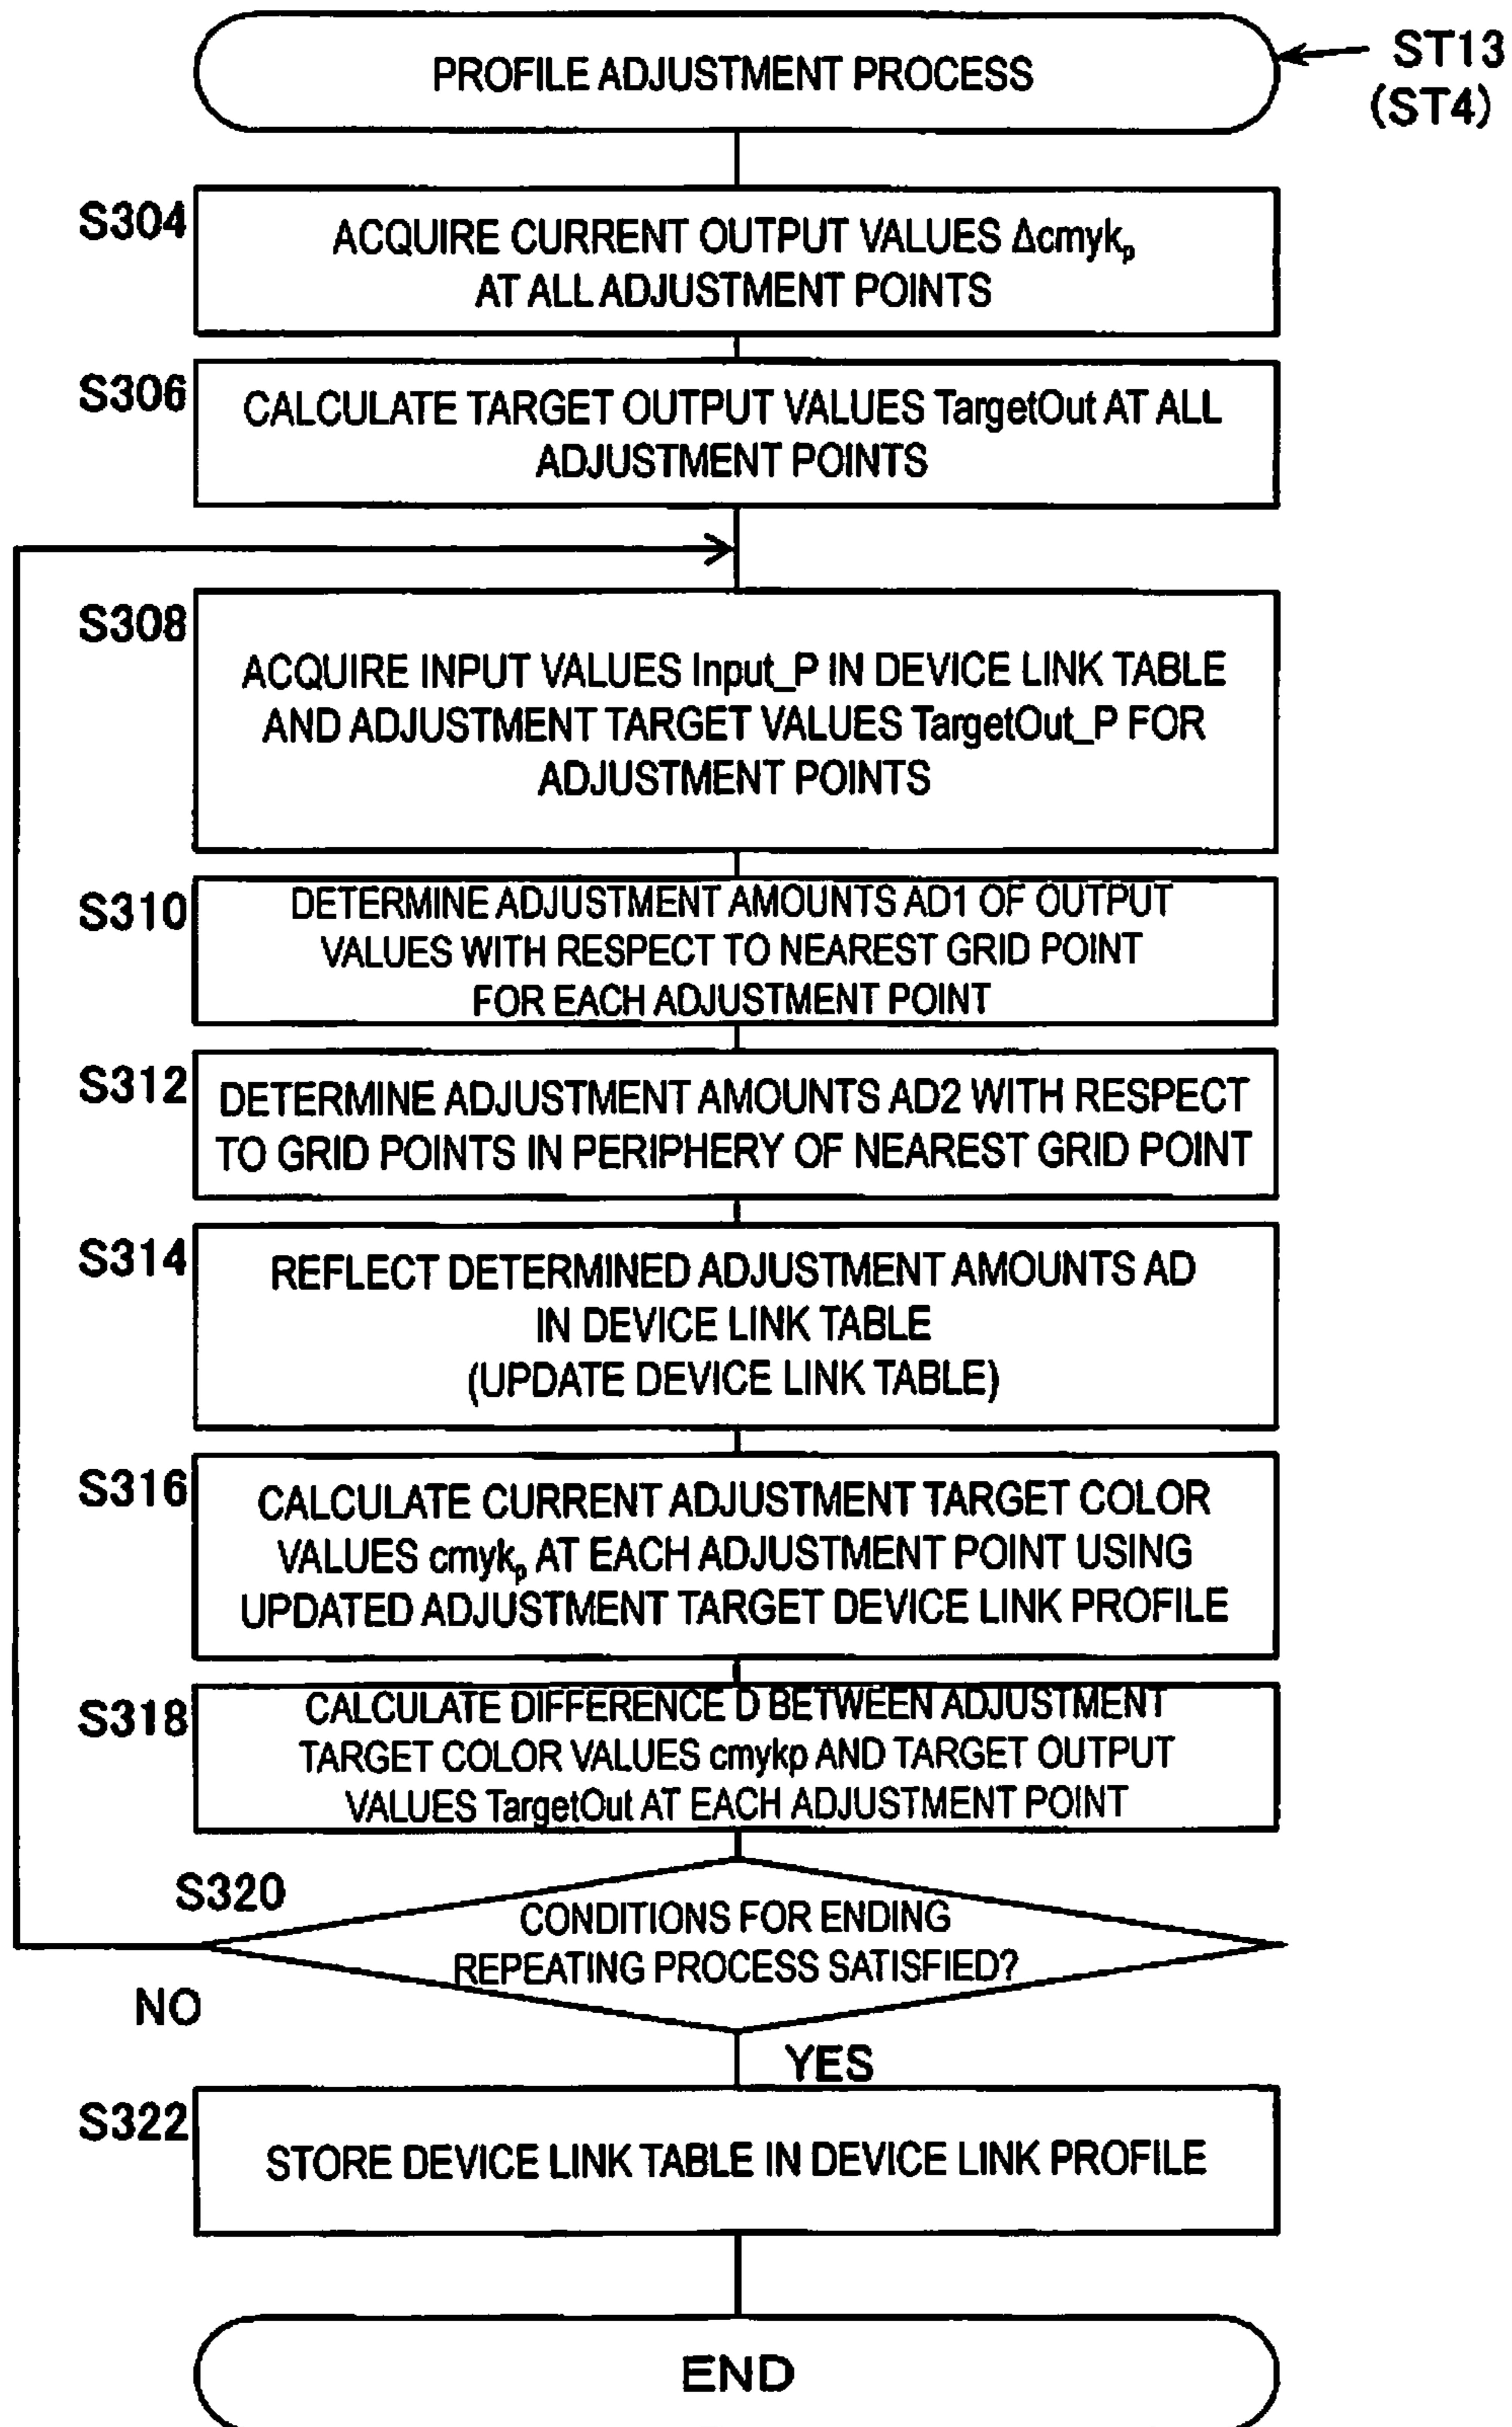 PROFILE ADJUSTMENT PROCESS
ST13
(ST4)
S304
ACQUIRE CURRENT OUTPUT VALUES Δcmykp
AT ALL ADJUSTMENT POINTS
S306
CALCULATE TARGET OUTPUT VALUES TargetOut AT ALL
ADJUSTMENT POINTS
S308
ACQUIRE INPUT VALUES Input_P IN DEVICE LINK TABLE
AND ADJUSTMENT TARGET VALUES TargetOut_P FOR
ADJUSTMENT POINTS
S310
DETERMINE ADJUSTMENT AMOUNTS AD1 OF OUTPUT
VALUES WITH RESPECT TO NEAREST GRID POINT
FOR EACH ADJUSTMENT POINT
S312
DETERMINE ADJUSTMENT AMOUNTS AD2 WITH RESPECT
TO GRID POINTS IN PERIPHERY OF NEAREST GRID POINT
S314
REFLECT DETERMINED ADJUSTMENT AMOUNTS AD
IN DEVICE LINK TABLE
(UPDATE DEVICE LINK TABLE)
S316
CALCULATE CURRENT ADJUSTMENT TARGET COLOR
VALUES cmykp AT EACH ADJUSTMENT POINT USING
UPDATED ADJUSTMENT TARGET DEVICE LINK PROFILE
S318
CALCULATE DIFFERENCE D BETWEEN ADJUSTMENT
TARGET COLOR VALUES cmykp AND TARGET OUTPUT
VALUES TargetOut AT EACH ADJUSTMENT POINT
S320
CONDITIONS FOR ENDING
REPEATING PROCESS SATISFIED?
NO
YES
S322
STORE DEVICE LINK TABLE IN DEVICE LINK PROFILE
END